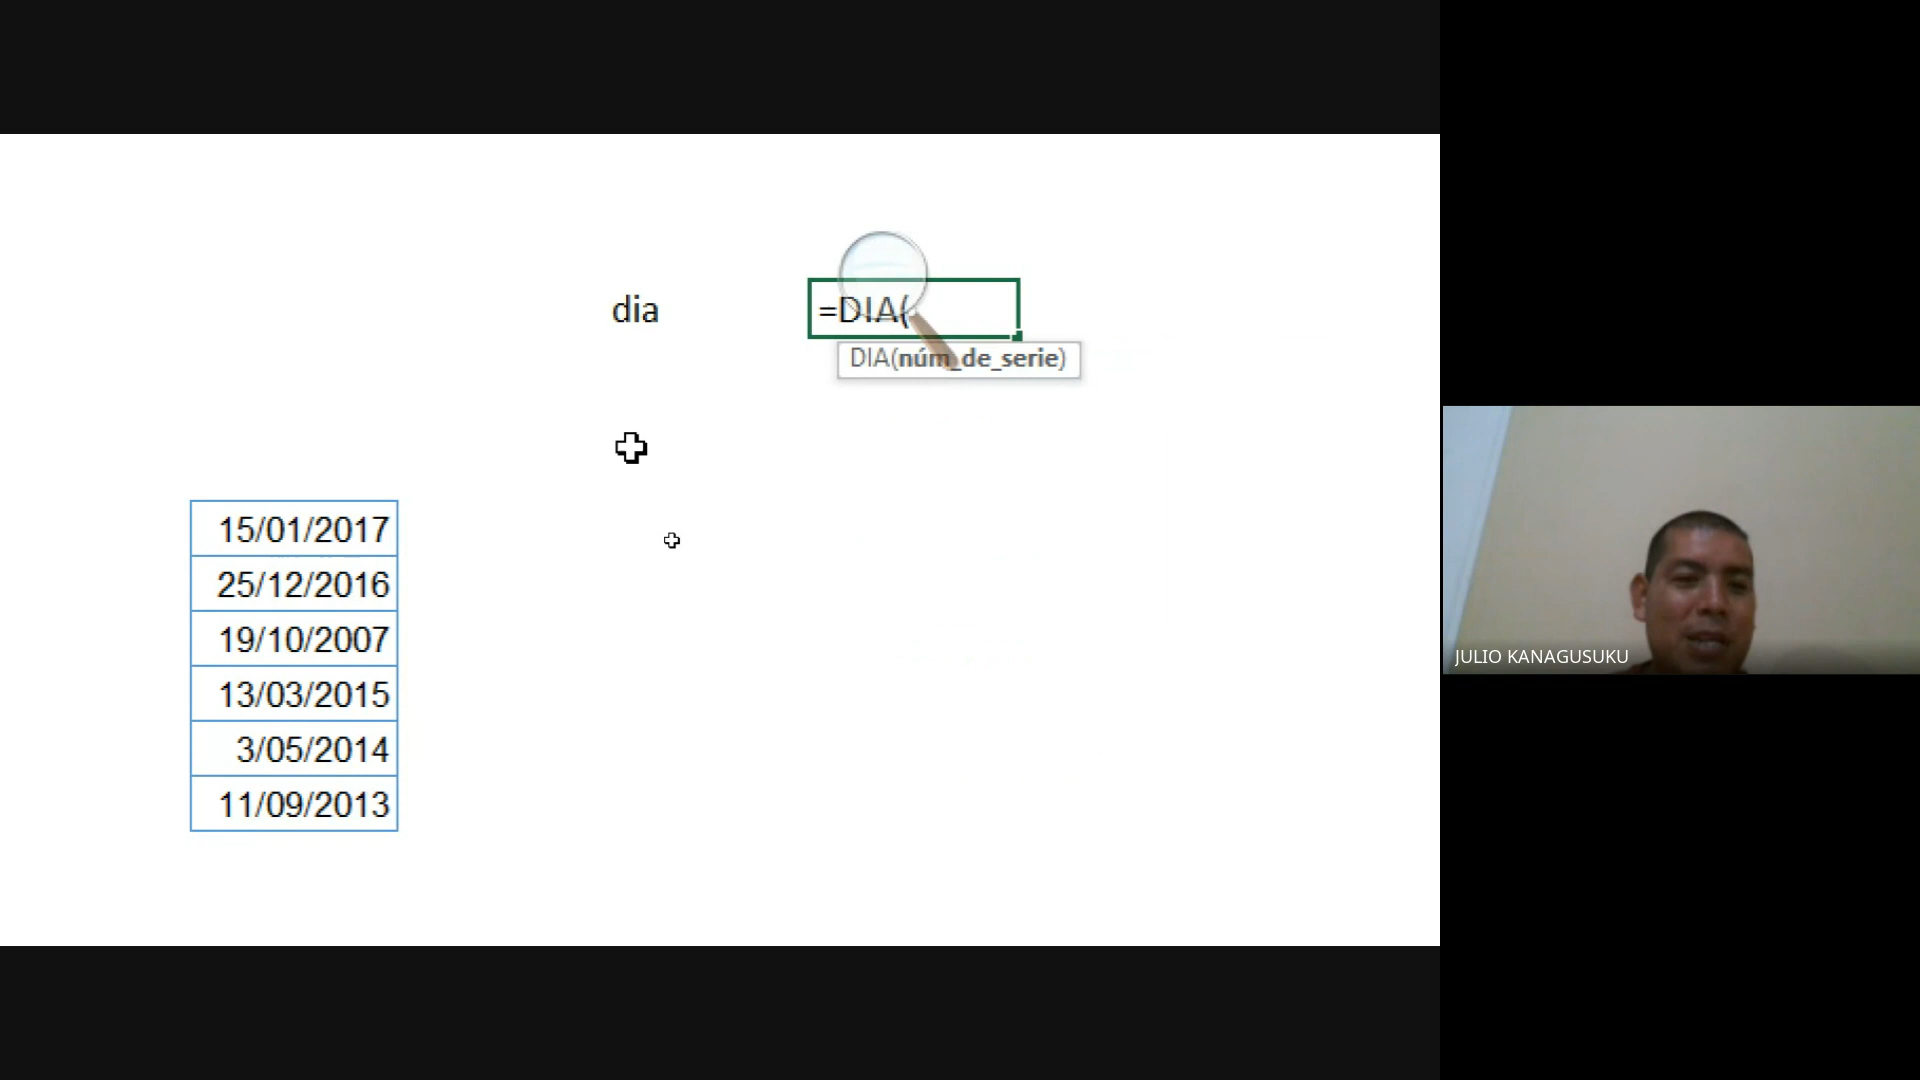 dia
=DIA(
DIA(núm_de_serie)
15/01/2017
25/12/2016
19/10/2007
13/03/2015
3/05/2014
11/09/2013
JULIO KANAGUSUKU